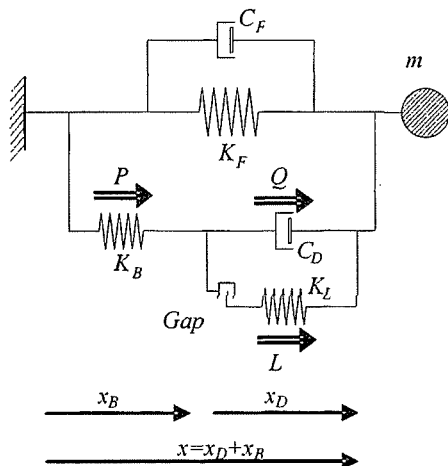 C_F
m
K_F
P
Q
K_B
C_D
K_L
Gap
L
x_B
x_D
x=x_D+x_B